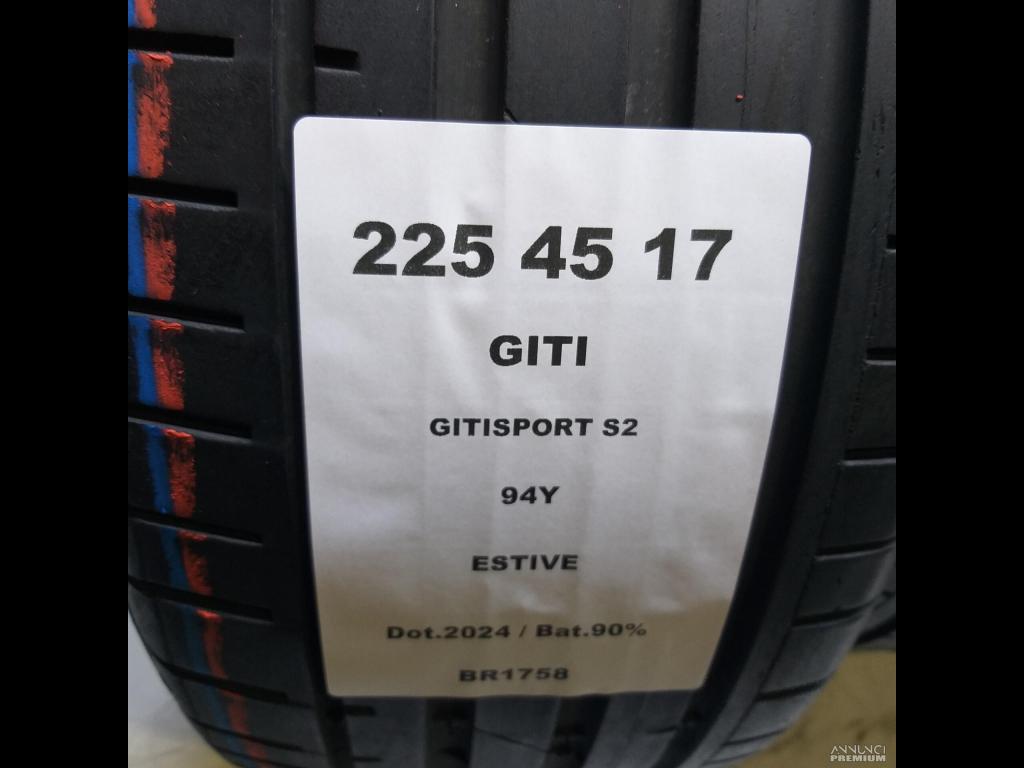 225 45 17
GITI
GITISPORT S2
94Y
ESTIVE
Dot.2024 / Bat.90%
BR1758
ANNUNCI
PREMIUM